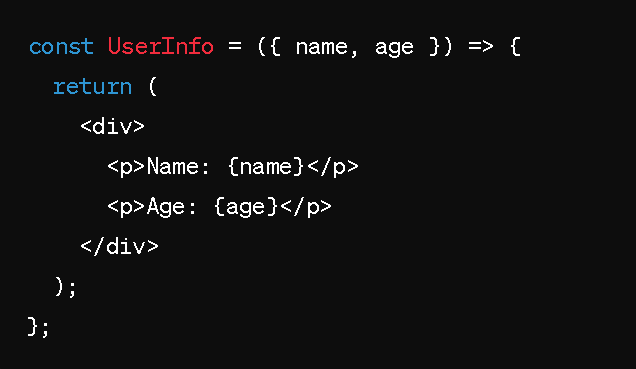 const UserInfo = ({ name, age }) => {
  return (
    <div>
      <p>Name: {name}</p>
      <p>Age: {age}</p>
    </div>
  );
};